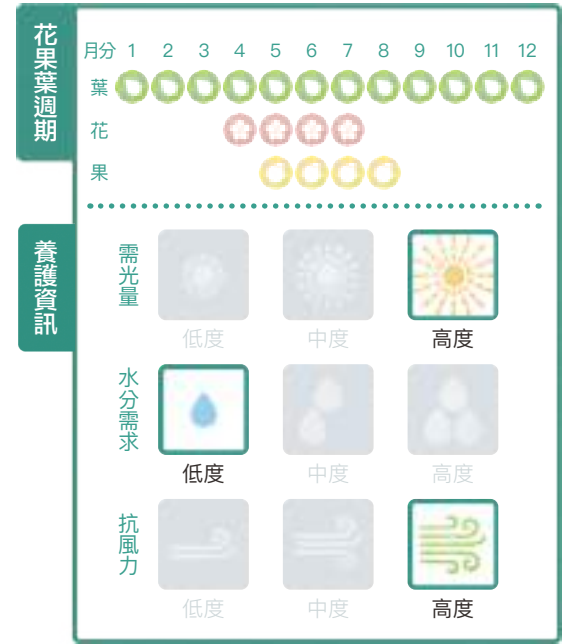 花果葉週期
月分 1 2 3 4 5 6 7 8 9 10 11 12
葉
花
果
養護資訊
需光量
低度 中度 高度
水分需求
低度 中度 高度
抗風力
低度 中度 高度